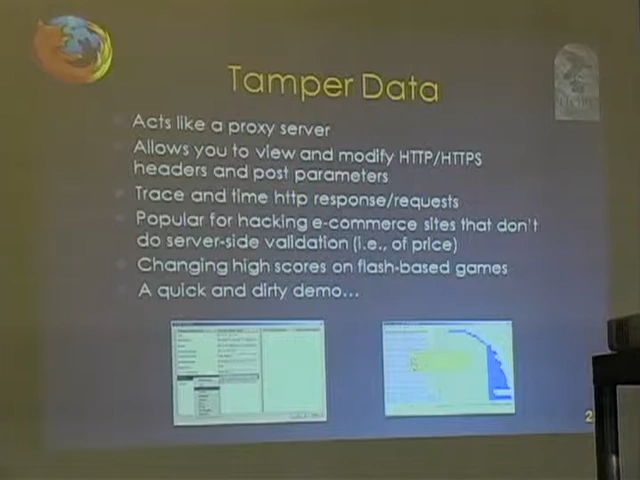 Tamper Data
Acts like a proxy server
Allows you to view and modify HTTP/HTTPS
headers and post parameters
Trace and time http response/requests
Popular for hacking e-commerce sites that don't
do server-side validation (i.e., of price)
Changing high scores on flash-based games
A quick and dirty demo...